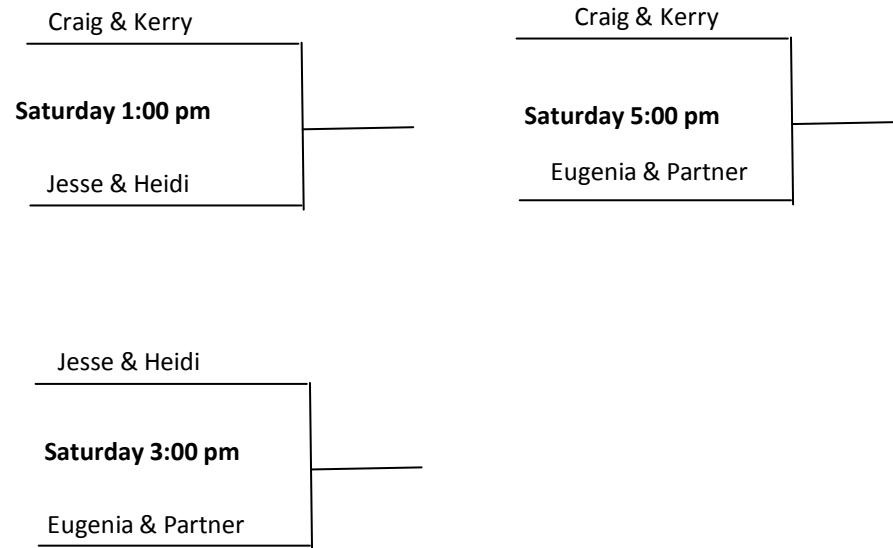 Craig & Kerry
Saturday 1:00 pm
Jesse & Heidi
Craig & Kerry
Saturday 5:00 pm
Eugenia & Partner
Jesse & Heidi
Saturday 3:00 pm
Eugenia & Partner